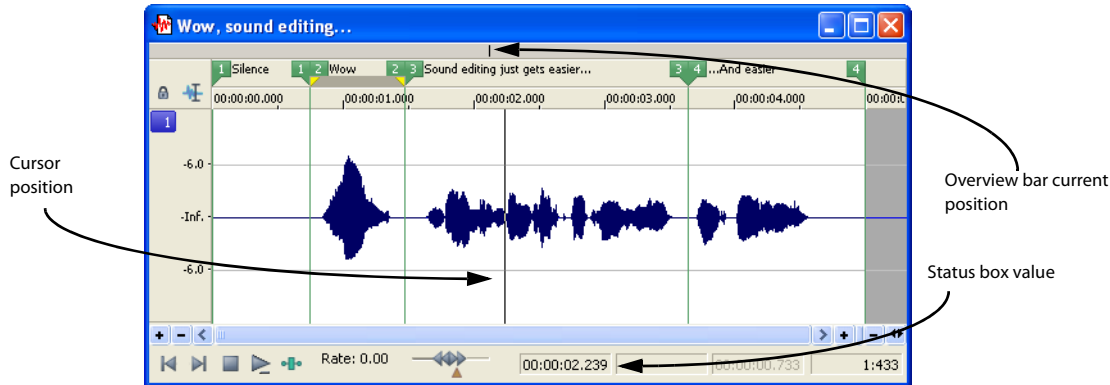 Wow, sound editing...
1 Silence 1 2 Wow 2 3 Sound editing just gets easier... 3 4 ...And easier 4
00:00:00.000 00:00:01.000 00:00:02.000 00:00:03.000 00:00:04.000 00:00:
1
-6.0
-Inf.
-6.0
Cursor
position
Overview bar current
position
Status box value
Rate: 0.00 00:00:02.239 00:00:00.733 1:433